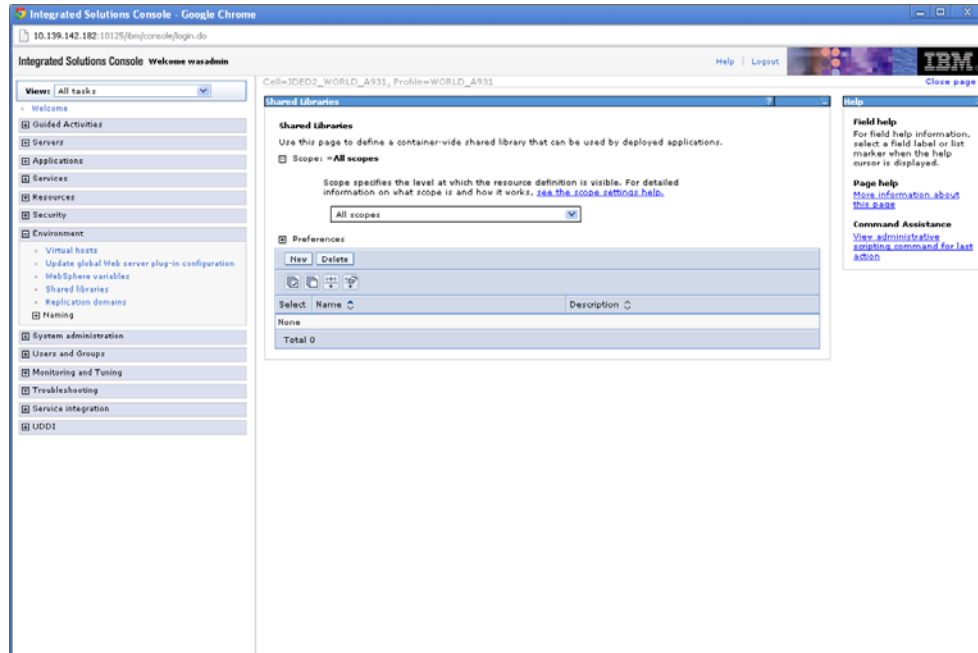 Integrated Solutions Console - Google Chrome
10.139.142.182:10125/ibm/console/login.do
Integrated Solutions Console Welcome wasadmin
Help | Logout
IBM.
View: All tasks
Cell=JDED2_WORLD_A931, Profile=WORLD_A931
Close page
Welcome
Guided Activities
Servers
Applications
Services
Resources
Security
Environment
Virtual hosts
Update global Web server plug-in configuration
WebSphere variables
Shared libraries
Replication domains
Naming
System administration
Users and Groups
Monitoring and Tuning
Troubleshooting
Service integration
UDDI
Shared Libraries
?
Shared Libraries
Use this page to define a container-wide shared library that can be used by deployed applications.
Scope: =All scopes
Scope specifies the level at which the resource definition is visible. For detailed
information on what scope is and how it works, see the scope settings help.
All scopes
Preferences
New Delete
Select Name Description
None
Total 0
Help
Field help
For field help information,
select a field label or list
marker when the help
cursor is displayed.
Page help
More information about
this page
Command Assistance
View administrative
scripting command for last
action